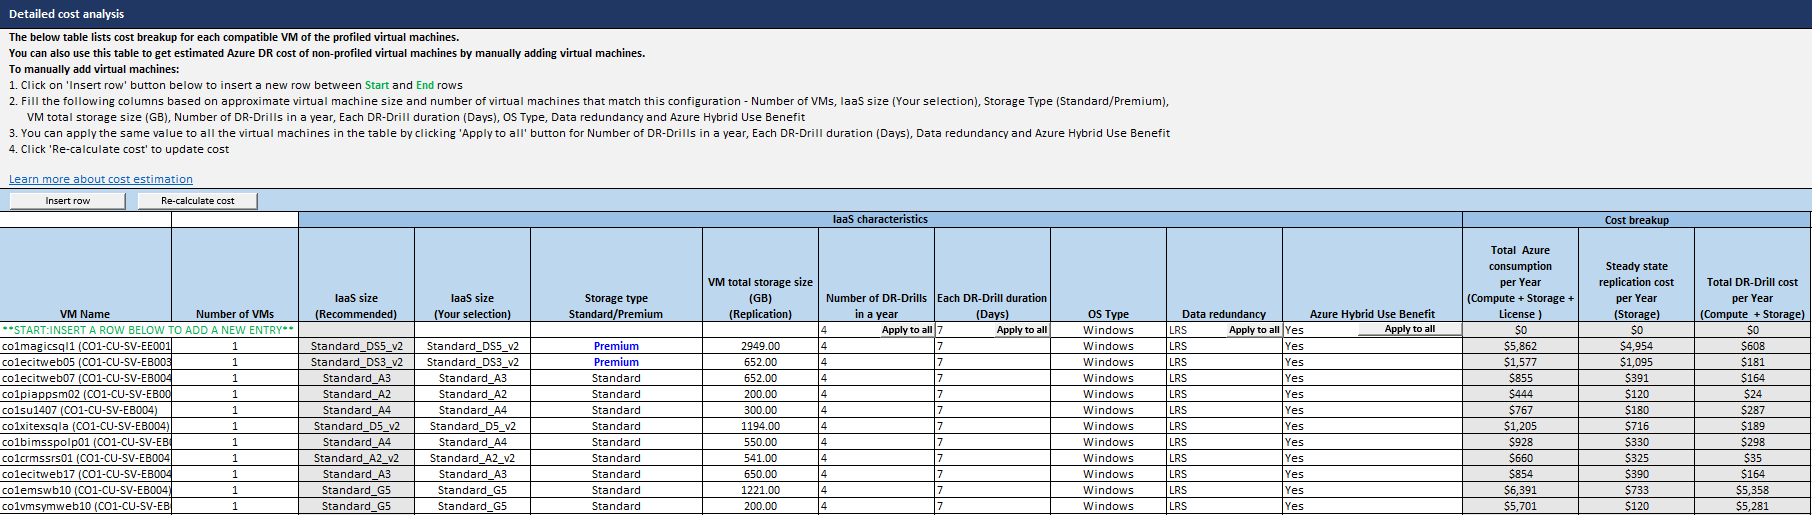 Detailed cost analysis
The below table lists cost breakup for each compatible VM of the profiled virtual machines.
You can also use this table to get estimated Azure DR cost of non-profiled virtual machines by manually adding virtual machines.
To manually add virtual machines:
1. Click on 'Insert row' button below to insert a new row between Start and End rows
2. Fill the following columns based on approximate virtual machine size and number of virtual machines that match this configuration - Number of VMs, IaaS size (Your selection), Storage Type (Standard/Premium),
VM total storage size (GB), Number of DR-Drills in a year, Each DR-Drill duration (Days), OS Type, Data redundancy and Azure Hybrid Use Benefit
3. You can apply the same value to all the virtual machines in the table by clicking 'Apply to all' button for Number of DR-Drills in a year, Each DR-Drill duration (Days), Data redundancy and Azure Hybrid Use Benefit
4. Click 'Re-calculate cost' to update cost
Learn more about cost estimation
Insert row Re-calculate cost
IaaS characteristics Cost breakup
VM Name Number of VMs IaaS size (Recommended) IaaS size (Your selection) Storage type Standard/Premium VM total storage size (GB) (Replication) Number of DR-Drills in a year Each DR-Drill duration (Days) OS Type Data redundancy Azure Hybrid Use Benefit Total Azure consumption per Year (Compute + Storage + License ) Steady state replication cost per Year (Storage) Total DR-Drill cost per Year (Compute + Storage)
**START:INSERT A ROW BELOW TO ADD A NEW ENTRY** 4 Apply to all 7 Apply to all Windows LRS Apply to all Yes Apply to all $0 $0 $0
co1magicsql1 (CO1-CU-SV-EE001 1 Standard_DS5_v2 Standard_DS5_v2 Premium 2949.00 4 7 Windows LRS Yes $5,862 $4,954 $608
co1ecitweb05 (CO1-CU-SV-EB003 1 Standard_DS3_v2 Standard_DS3_v2 Premium 652.00 4 7 Windows LRS Yes $1,577 $1,095 $181
co1ecitweb07 (CO1-CU-SV-EB004 1 Standard_A3 Standard_A3 Standard 652.00 4 7 Windows LRS Yes $855 $391 $164
co1piappsm02 (CO1-CU-SV-EB00 1 Standard_A2 Standard_A2 Standard 200.00 4 7 Windows LRS Yes $444 $120 $24
co1su1407 (CO1-CU-SV-EB004) 1 Standard_A4 Standard_A4 Standard 300.00 4 7 Windows LRS Yes $767 $180 $287
co1xitexsqla (CO1-CU-SV-EB004) 1 Standard_D5_v2 Standard_D5_v2 Standard 1194.00 4 7 Windows LRS Yes $1,205 $716 $189
co1bimsspolp01 (CO1-CU-SV-EB( 1 Standard_A4 Standard_A4 Standard 550.00 4 7 Windows LRS Yes $928 $330 $298
co1crmssrs01 (CO1-CU-SV-EB004 1 Standard_A2_v2 Standard_A2_v2 Standard 541.00 4 7 Windows LRS Yes $660 $325 $35
co1ecitweb17 (CO1-CU-SV-EB004 1 Standard_A3 Standard_A3 Standard 650.00 4 7 Windows LRS Yes $854 $390 $164
co1emswb10 (CO1-CU-SV-EB004) 1 Standard_G5 Standard_G5 Standard 1221.00 4 7 Windows LRS Yes $6,391 $733 $5,358
co1vmsymweb10 (CO1-CU-SV-EB 1 Standard_G5 Standard_G5 Standard 200.00 4 7 Windows LRS Yes $5,701 $120 $5,281